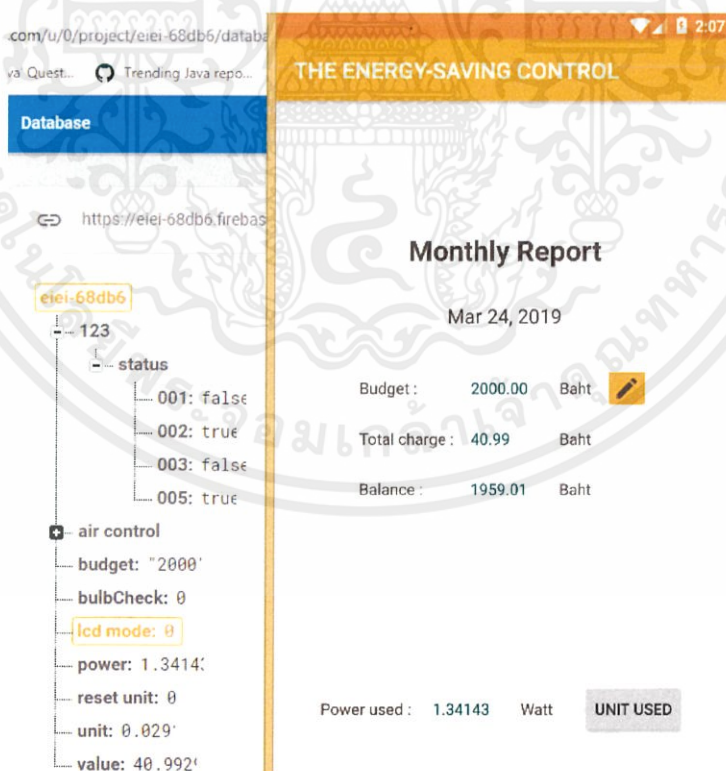 .com/u/0/project/eiei-68db6/databa
va Quest... Trending Java repo...
Database
https://eiei-68db6.firebas
eiei-68db6
123
status
001: false
002: true
003: false
005: true
air control
budget: "2000"
bulbCheck: 0
lcd mode: 0
power: 1.3414
reset unit: 0
unit: 0.029
value: 40.992
2:07
THE ENERGY-SAVING CONTROL
Monthly Report
Mar 24, 2019
Budget : 2000.00 Baht
Total charge : 40.99 Baht
Balance : 1959.01 Baht
Power used : 1.34143 Watt UNIT USED